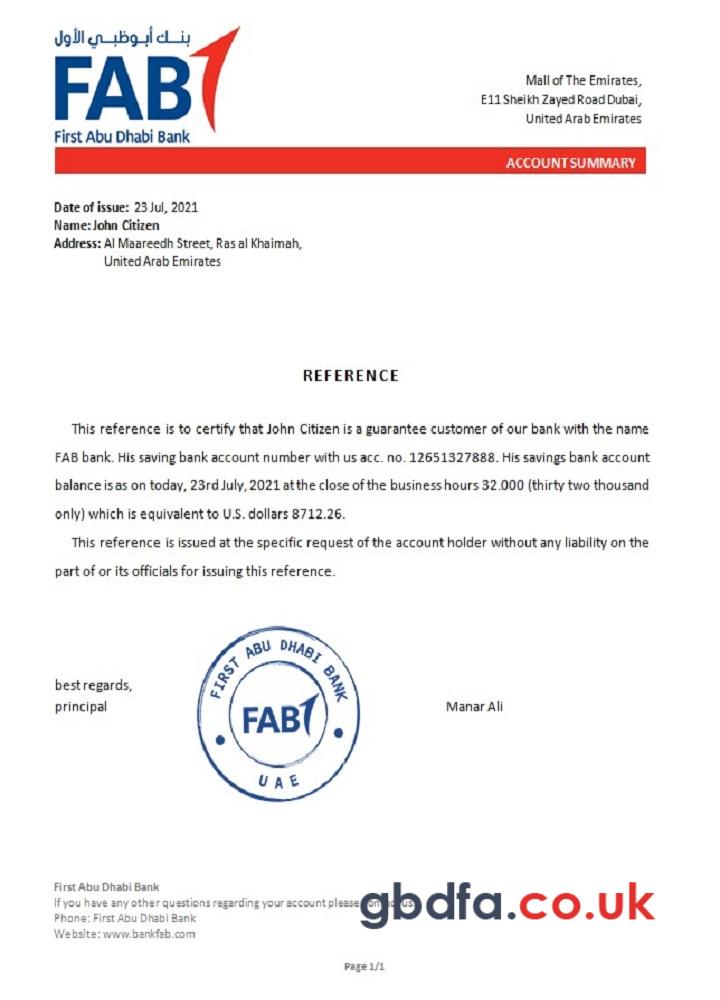 بنك أبوظبي الأول
FAB
First Abu Dhabi Bank
Mall of The Emirates,
E11 Sheikh Zayed Road Dubai,
United Arab Emirates
ACCOUNT SUMMARY
Date of issue: 23 Jul, 2021
Name: John Citizen
Address: Al Maareedh Street, Ras al Khaimah,
United Arab Emirates
REFERENCE
This reference is to certify that John Citizen is a guarantee customer of our bank with the name
FAB bank. His saving bank account number with us acc. no. 12651327888. His savings bank account
balance is as on today, 23rd July, 2021 at the close of the business hours 32.000 (thirty two thousand
only) which is equivalent to U.S. dollars 8712.26.
This reference is issued at the specific request of the account holder without any liability on the
part of or its officials for issuing this reference.
best regards,
principal
FIRST ABU DHABI BANK
FAB
UAE
Manar Ali
First Abu Dhabi Bank
If you have any other questions regarding your account please
gbdfa.co.uk
Phone: First Abu Dhabi Bank
Website: www.bankfab.com
Page 1/1